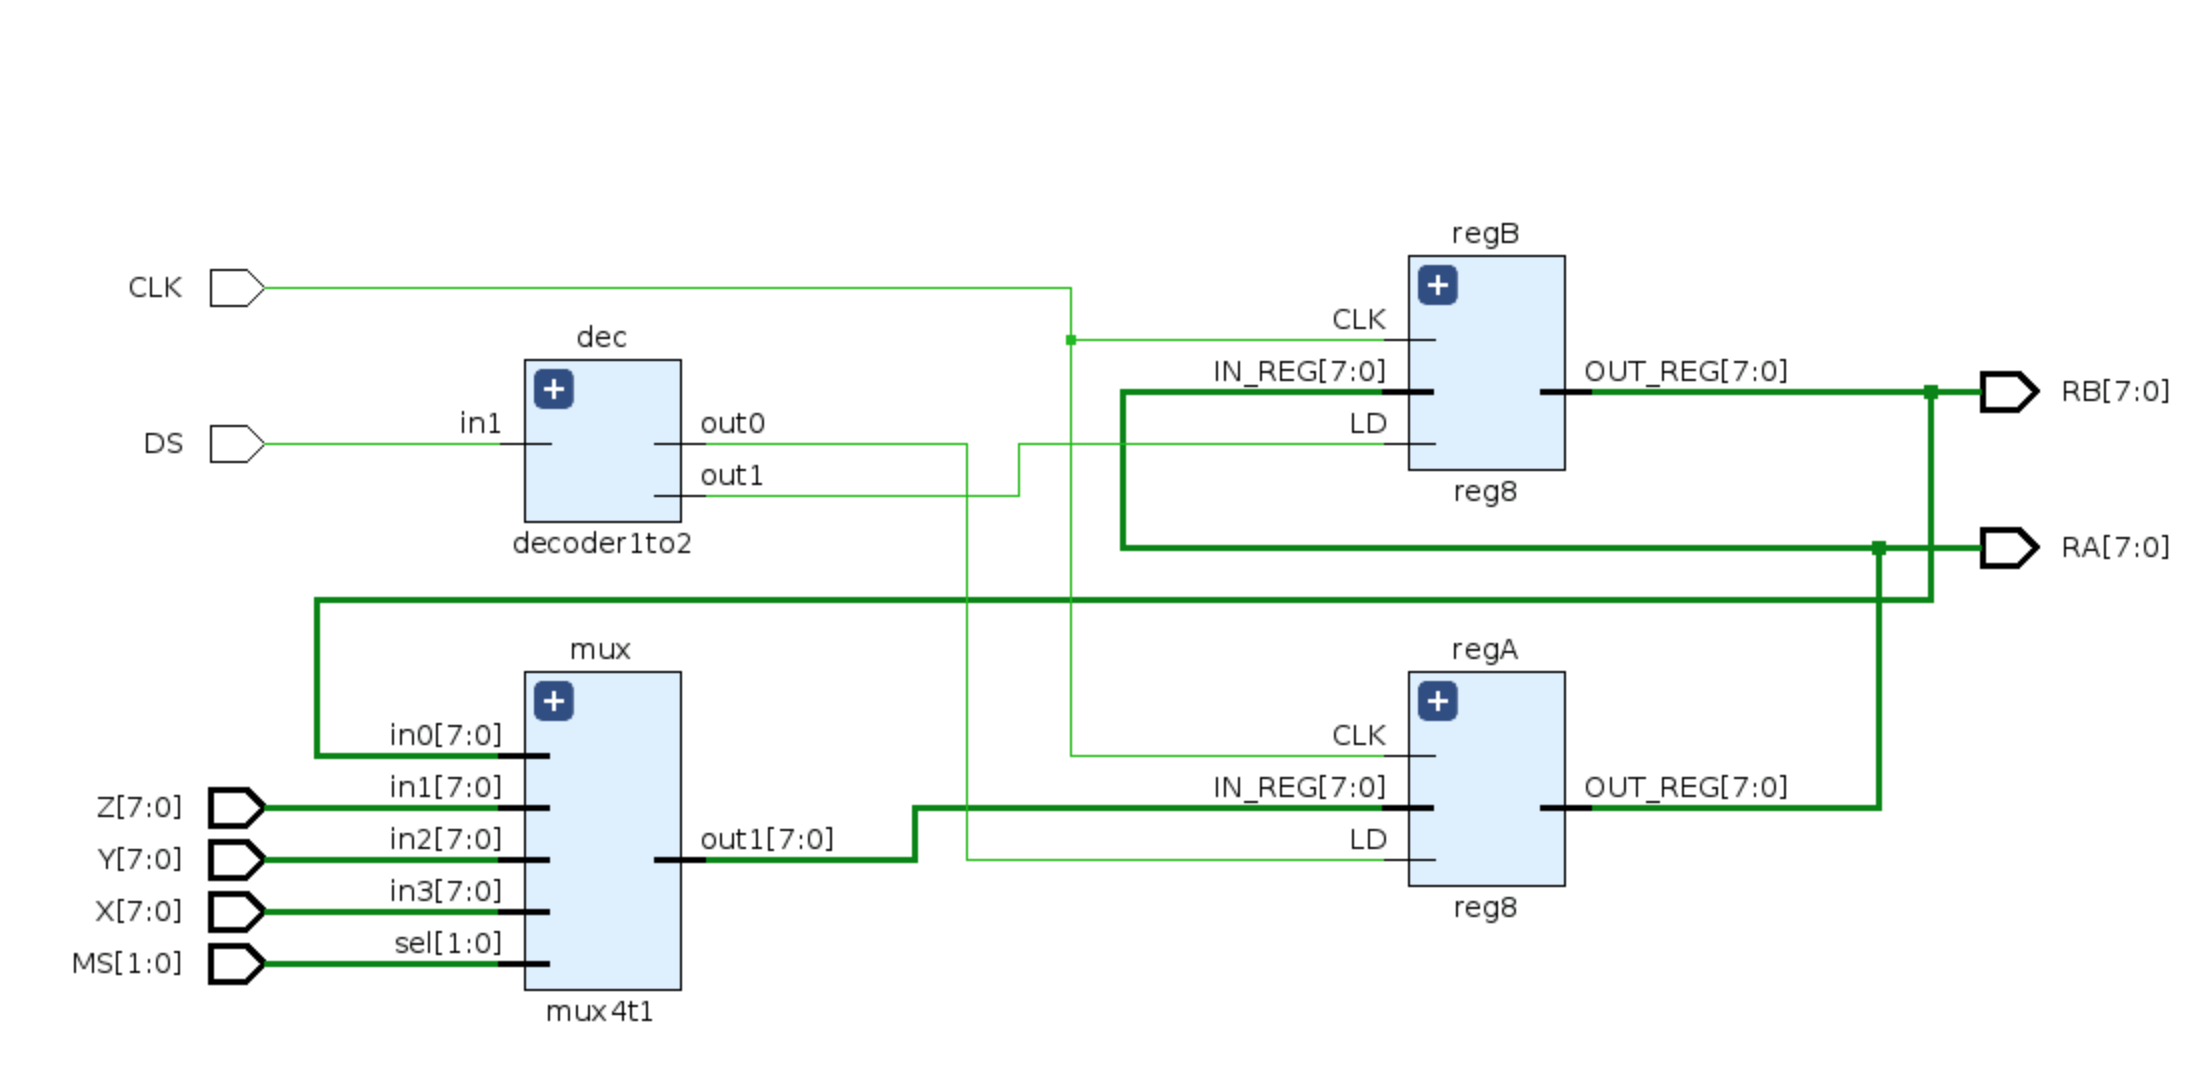 regB
CLK
CLK
dec
IN_REG[7:0]
OUT_REG[7:0]
RB[7:0]
DS
in1
out0
LD
out1
reg8
decoder1to2
RA[7:0]
mux
regA
in0[7:0]
CLK
Z[7:0]
in1[7:0]
IN_REG[7:0]
OUT_REG[7:0]
Y[7:0]
in2[7:0]
out1[7:0]
LD
X[7:0]
in3[7:0]
reg8
MS[1:0]
sel[1:0]
mux4t1